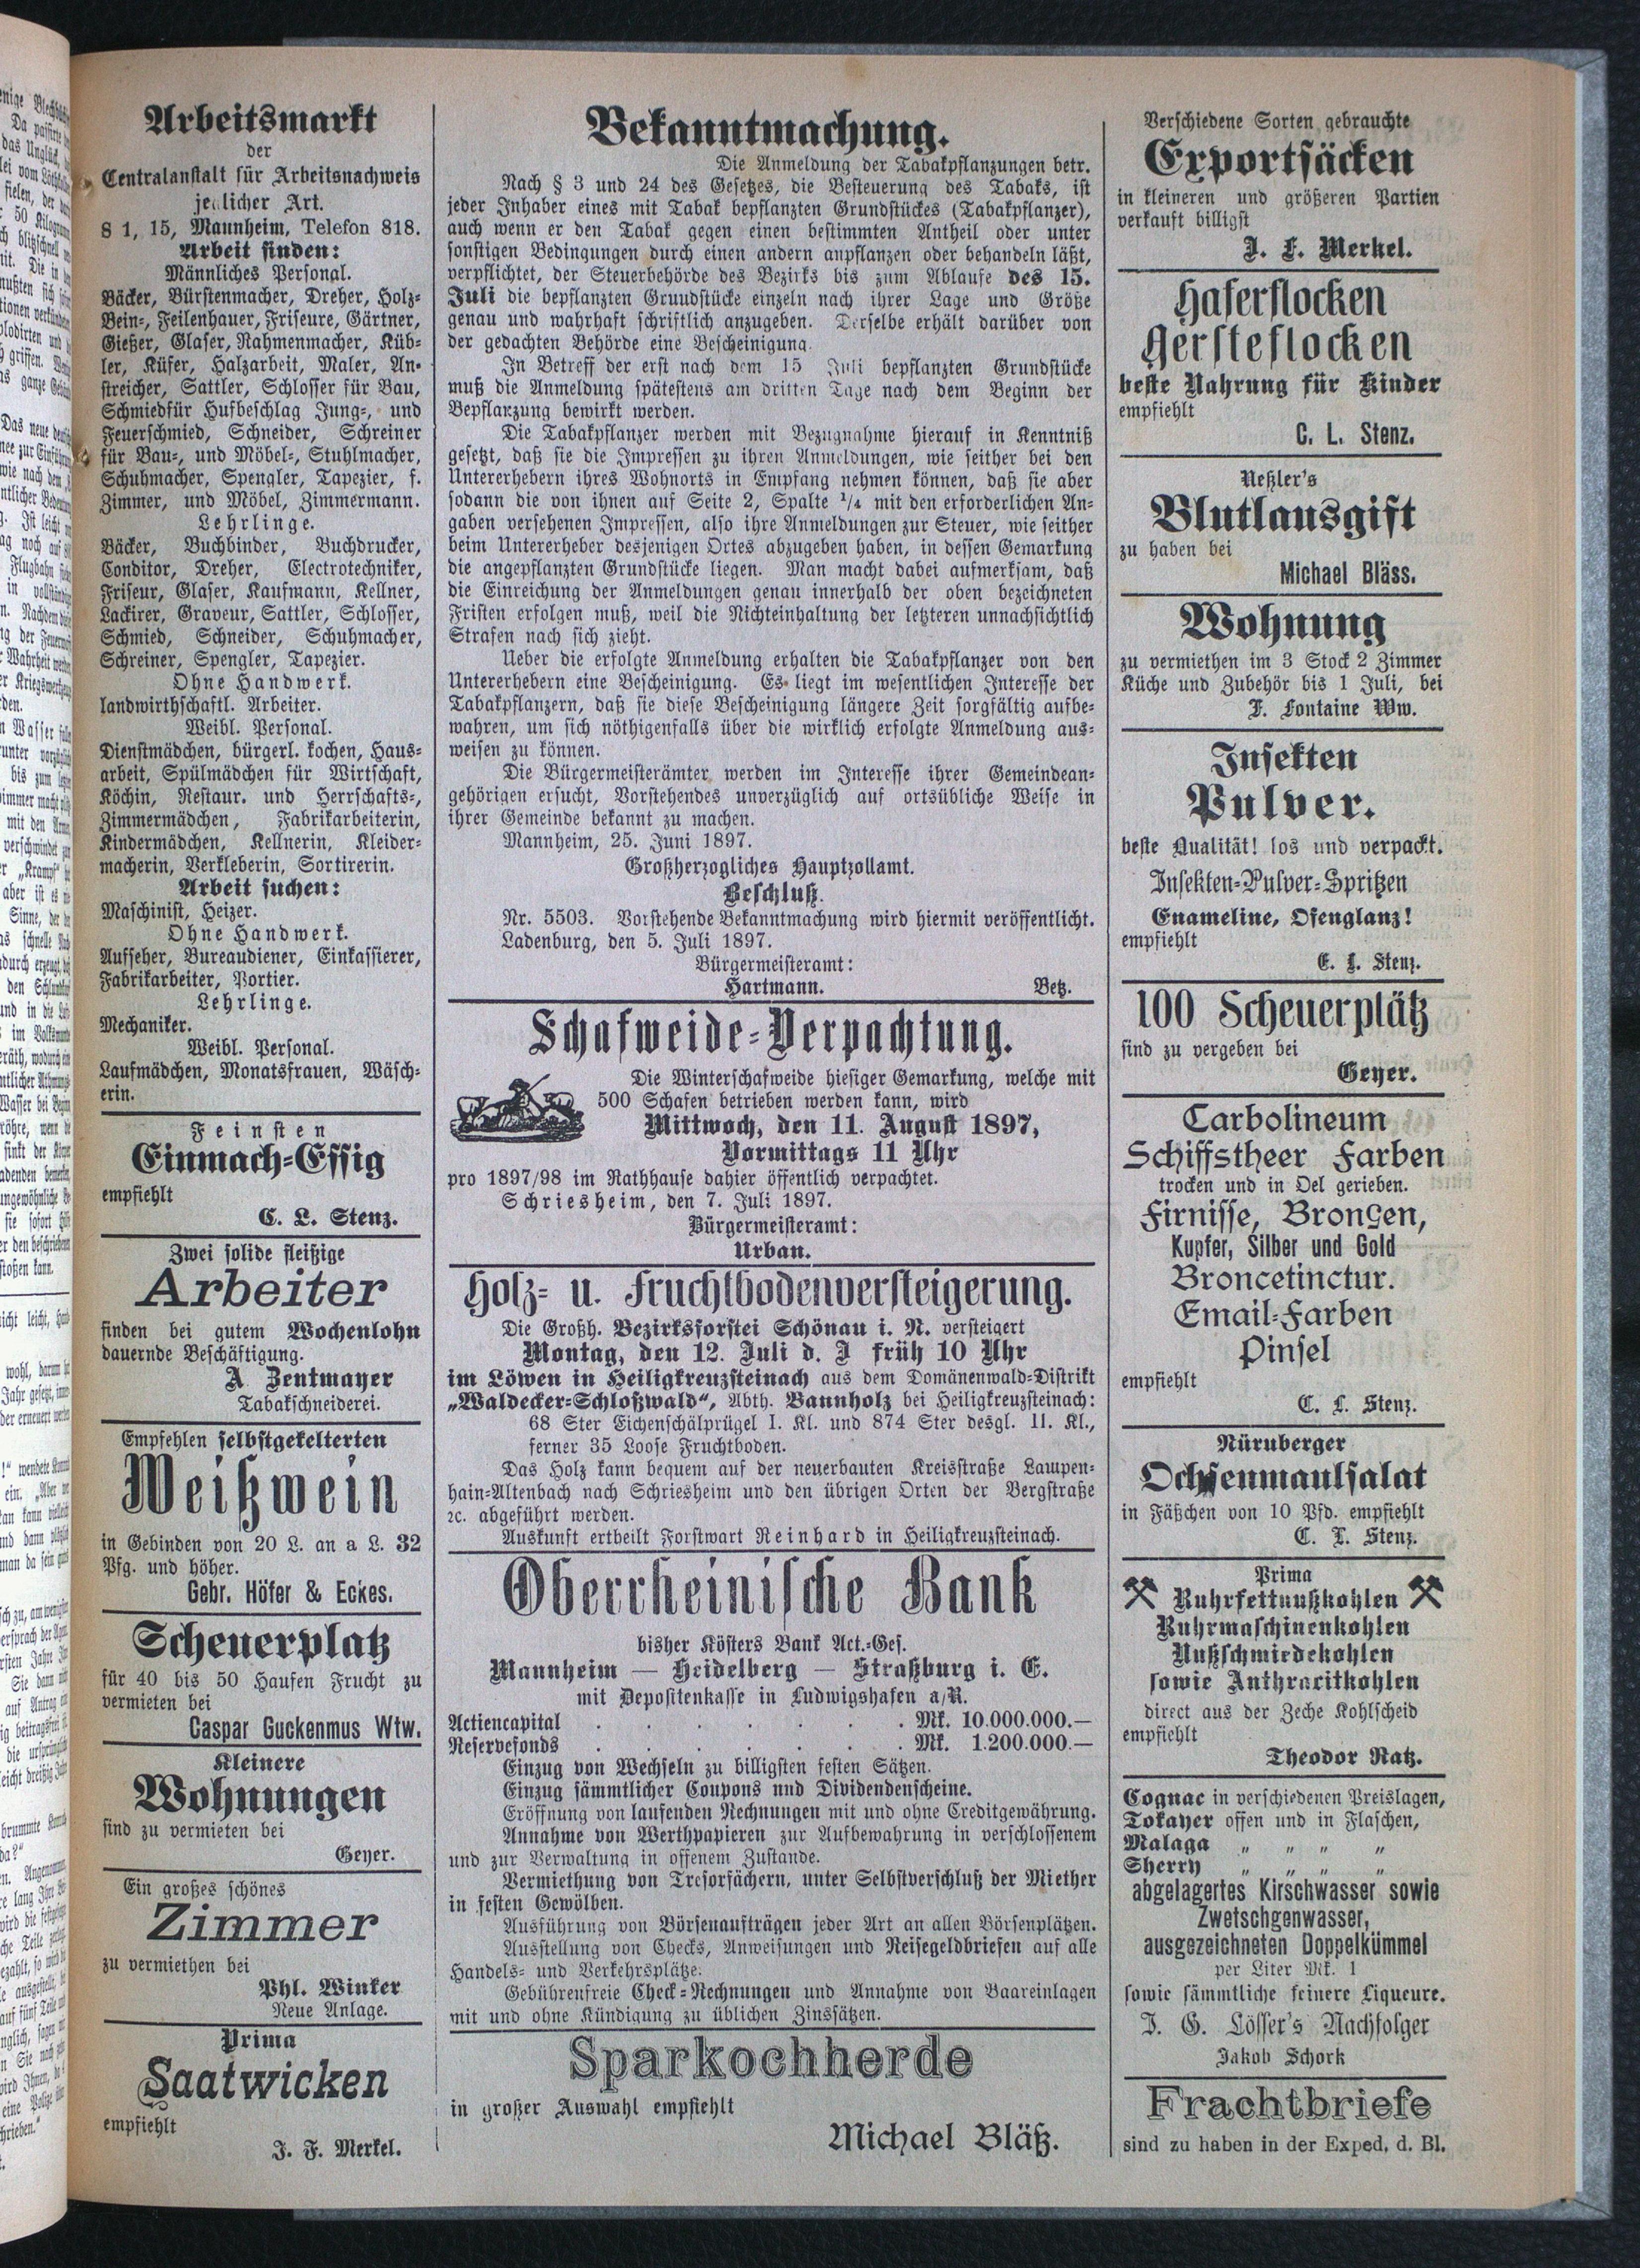 Arbeitsmarkt
der
Centralanstalt für Arbeitsnachweis
jeglicher Art.
S 1, 15, Mannheim, Telefon 818.
Arbeit finden:
Männliches Personal.
Bäcker, Bürstenmacher, Dreher, Holz-
Bein-, Feilenhauer, Friseure, Gärtner,
Gießer, Glaser, Rahmenmacher, Küb-
ler, Küfer, Halzarbeit, Maler, An-
streicher, Sattler, Schlosser für Bau,
Schmiedfür Hufbeschlag Jung-, und
Feuerschmied, Schneider, Schreiner
für Bau-, und Möbel-, Stuhlmacher,
Schuhmacher, Spengler, Tapezier, f.
Zimmer, und Möbel, Zimmermann.
Lehrlinge.
Bäcker, Buchbinder, Buchdrucker,
Conditor, Dreher, Electrotechniker,
Friseur, Glaser, Kaufmann, Kellner,
Lackirer, Graveur, Sattler, Schlosser,
Schmied, Schneider, Schuhmacher,
Schreiner, Spengler, Tapezier.
Ohne Handwerk.
landwirthschaftl. Arbeiter.
Weibl. Personal.
Dienstmädchen, bürgerl. kochen, Haus-
arbeit, Spülmädchen für Wirtschaft,
Köchin, Restaur. und Herrschafts-,
Zimmermädchen, Fabrikarbeiterin,
Kindermädchen, Kellnerin, Kleider-
macherin, Verkleberin, Sortirerin.
Arbeit suchen:
Maschinist, Heizer.
Ohne Handwerk.
Aufseher, Bureaudiener, Einkassierer,
Fabrikarbeiter, Portier.
Lehrlinge.
Mechaniker.
Weibl. Personal.
Laufmädchen, Monatsfrauen, Wäsch-
erin.
Feinsten
Einmach-Essig
empfiehlt
C. L. Stenz.
Zwei solide fleißige
Arbeiter
finden bei gutem Wochenlohn
dauernde Beschäftigung.
A. Zentmayer
Tabakschneiderei.
Empfehlen selbstgekelterten
Weißwein
in Gebinden von 20 L. an a L. 32
Pfg. und höher.
Gebr. Höfer & Eckes.
Scheuerplatz
für 40 bis 50 Haufen Frucht zu
vermieten bei
Caspar Guckenmus Wtw.
Kleinere
Wohnungen
sind zu vermieten bei
Geyer.
Ein großes schönes
Zimmer
zu vermiethen bei
Phl. Winker
Neue Anlage.
Prima
Saatwicken
empfiehlt
J. F. Merkel.
Bekanntmachung.
Die Anmeldung der Tabakpflanzungen betr.
Nach § 3 und 24 des Gesetzes, die Besteuerung des Tabaks, ist
jeder Inhaber eines mit Tabak bepflanzten Grundstückes (Tabakpflanzer),
auch wenn er den Tabak gegen einen bestimmten Antheil oder unter
sonstigen Bedingungen durch einen andern anpflanzen oder behandeln läßt,
verpflichtet, der Steuerbehörde des Bezirks bis zum Ablaufe des 15.
Juli die bepflanzten Grundstücke einzeln nach ihrer Lage und Größe
genau und wahrhaft schriftlich anzugeben. Derselbe erhält darüber von
der gedachten Behörde eine Bescheinigung.
In Betreff der erst nach dem 15 Juli bepflanzten Grundstücke
muß die Anmeldung spätestens am dritten Tage nach dem Beginn der
Bepflanzung bewirkt werden.
Die Tabakpflanzer werden mit Bezugnahme hierauf in Kenntniß
gesetzt, daß sie die Impressen zu ihren Anmeldungen, wie seither bei den
Untererhebern ihres Wohnorts in Empfang nehmen können, daß sie aber
sodann die von ihnen auf Seite 2, Spalte 1/4 mit den erforderlichen An-
gaben versehenen Impressen, also ihre Anmeldungen zur Steuer, wie seither
beim Untererheber desjenigen Ortes abzugeben haben, in dessen Gemarkung
die angepflanzten Grundstücke liegen. Man macht dabei aufmerksam, daß
die Einreichung der Anmeldungen genau innerhalb der oben bezeichneten
Fristen erfolgen muß, weil die Nichteinhaltung der letzteren unnachsichtlich
Strafen nach sich zieht.
Ueber die erfolgte Anmeldung erhalten die Tabakpflanzer von den
Untererhebern eine Bescheinigung. Es liegt im wesentlichen Interesse der
Tabakpflanzern, daß sie diese Bescheinigung längere Zeit sorgfältig aufbe-
wahren, um sich nöthigenfalls über die wirklich erfolgte Anmeldung aus-
weisen zu können.
Die Bürgermeisterämter werden im Interesse ihrer Gemeindean-
gehörigen ersucht, Vorstehendes unverzüglich auf ortsübliche Weise in
ihrer Gemeinde bekannt zu machen.
Mannheim, 25. Juni 1897.
Großherzogliches Hauptzollamt.
Beschluß.
Nr. 5503. Vorstehende Bekanntmachung wird hiermit veröffentlicht.
Ladenburg, den 5. Juli 1897.
Bürgermeisteramt:
Hartmann. Betz.
Schafweide-Verpachtung.
Die Winterschafweide hiesiger Gemarkung, welche mit
500 Schafen betrieben werden kann, wird
Mittwoch, den 11. August 1897,
Vormittags 11 Uhr
pro 1897/98 im Rathhause dahier öffentlich verpachtet.
Schriesheim, den 7. Juli 1897.
Bürgermeisteramt:
Urban.
Holz- u. Fruchtbodenversteigerung.
Die Großh. Bezirksforstei Schönau i. N. versteigert
Montag, den 12. Juli d. J früh 10 Uhr
im Löwen in Heiligkreuzsteinach aus dem Domänenwald-Distrikt
„Waldecker-Schloßwald“, Abth. Bannholz bei Heiligkreuzsteinach:
68 Ster Eichenschälprügel I. Kl. und 874 Ster desgl. II. Kl.,
ferner 35 Loose Fruchtboden.
Das Holz kann bequem auf der neuerbauten Kreisstraße Lampen-
hain-Altenbach nach Schriesheim und den übrigen Orten der Bergstraße
ec. abgeführt werden.
Auskunft ertheilt Forstwart Reinhard in Heiligkreuzsteinach.
Oberrheinische Bank
bisher Kösters Bank Act.-Ges.
Mannheim — Heidelberg — Straßburg i. E.
mit Depositenkasse in Ludwigshafen a/R.
Actiencapital . . . . . . . Mk. 10.000.000.—
Reservefonds . . . . . . . Mk. 1.200.000.—
Einzug von Wechseln zu billigsten festen Sätzen.
Einzug sämmtlicher Coupons und Dividendenscheine.
Eröffnung von laufenden Rechnungen mit und ohne Creditgewährung.
Annahme von Werthpapieren zur Aufbewahrung in verschlossenem
und zur Verwaltung in offenem Zustande.
Vermiethung von Tresorfächern, unter Selbstverschluß der Miether
in festen Gewölben.
Ausführung von Börsenaufträgen jeder Art an allen Börsenplätzen.
Ausstellung von Checks, Anweisungen und Reisegeldbriefen auf alle
Handels- und Verkehrsplätze.
Gebührenfreie Check-Rechnungen und Annahme von Baareinlagen
mit und ohne Kündigung zu üblichen Zinssätzen.
Sparkochherde
in großer Auswahl empfiehlt
Michael Bläß.
Verschiedene Sorten gebrauchte
Exportsäcken
in kleineren und größeren Partien
verkauft billigst
J. F. Merkel.
Haferflocken
Gersteflocken
beste Nahrung für Kinder
empfiehlt
C. L. Stenz.
Neßler's
Blutlausgift
zu haben bei
Michael Bläss.
Wohnung
zu vermiethen im 3 Stock 2 Zimmer
Küche und Zubehör bis 1 Juli, bei
F. Fontaine Ww.
Insekten
Pulver.
beste Qualität! los und verpackt.
Insekten-Pulver-Spritzen
Enameline, Ofenglanz!
empfiehlt
C. L. Stenz.
100 Scheuerplätz
sind zu vergeben bei
Geyer.
Carbolineum
Schiffstheer Farben
trocken und in Oel gerieben.
Firnisse, Broncen,
Kupfer, Silber und Gold
Broncetinctur.
Email-Farben
Pinsel
empfiehlt
C. L. Stenz.
Nürnberger
Ochsenmaulsalat
in Fäßchen von 10 Pfd. empfiehlt
C. L. Stenz.
Prima
Ruhrfettnußkohlen
Ruhrmaschinenkohlen
Nußschmiedekohlen
sowie Anthracitkohlen
direct aus der Zeche Kohlscheid
empfiehlt
Theodor Ratz.
Cognac in verschiedenen Preislagen,
Tokayer offen und in Flaschen,
Malaga „ „ „ „
Sherry „ „ „ „
abgelagertes Kirschwasser sowie
Zwetschgenwasser,
ausgezeichneten Doppelkümmel
per Liter Mk. 1
sowie sämmtliche feinere Liqueure.
J. G. Lösser's Nachfolger
Jakob Schork
Frachtbriefe
sind zu haben in der Exped, d. Bl.